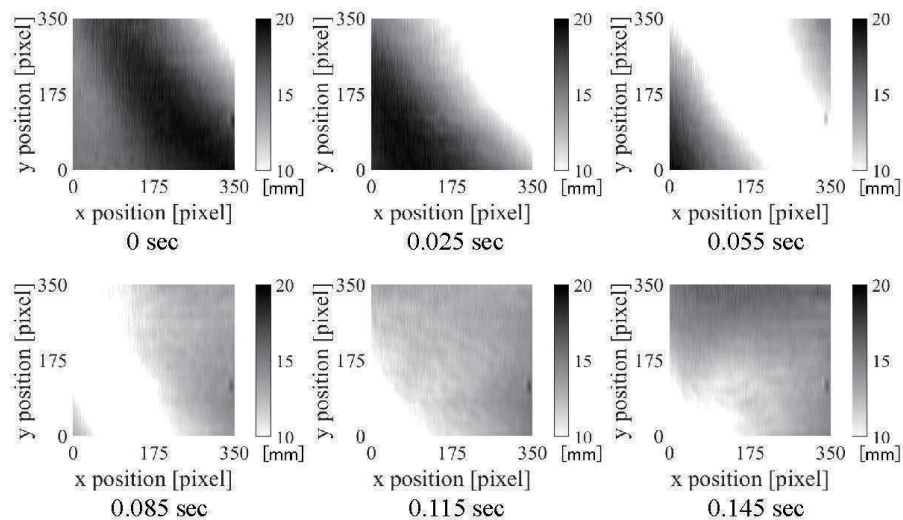 350
175
0
0 175 350
y position [pixel]
x position [pixel]
20
15
10
[mm]
0 sec
350
175
0
0 175 350
y position [pixel]
x position [pixel]
20
15
10
[mm]
0.025 sec
350
175
0
0 175 350
y position [pixel]
x position [pixel]
20
15
10
[mm]
0.055 sec
350
175
0
0 175 350
y position [pixel]
x position [pixel]
20
15
10
[mm]
0.085 sec
350
175
0
0 175 350
y position [pixel]
x position [pixel]
20
15
10
[mm]
0.115 sec
350
175
0
0 175 350
y position [pixel]
x position [pixel]
20
15
10
[mm]
0.145 sec